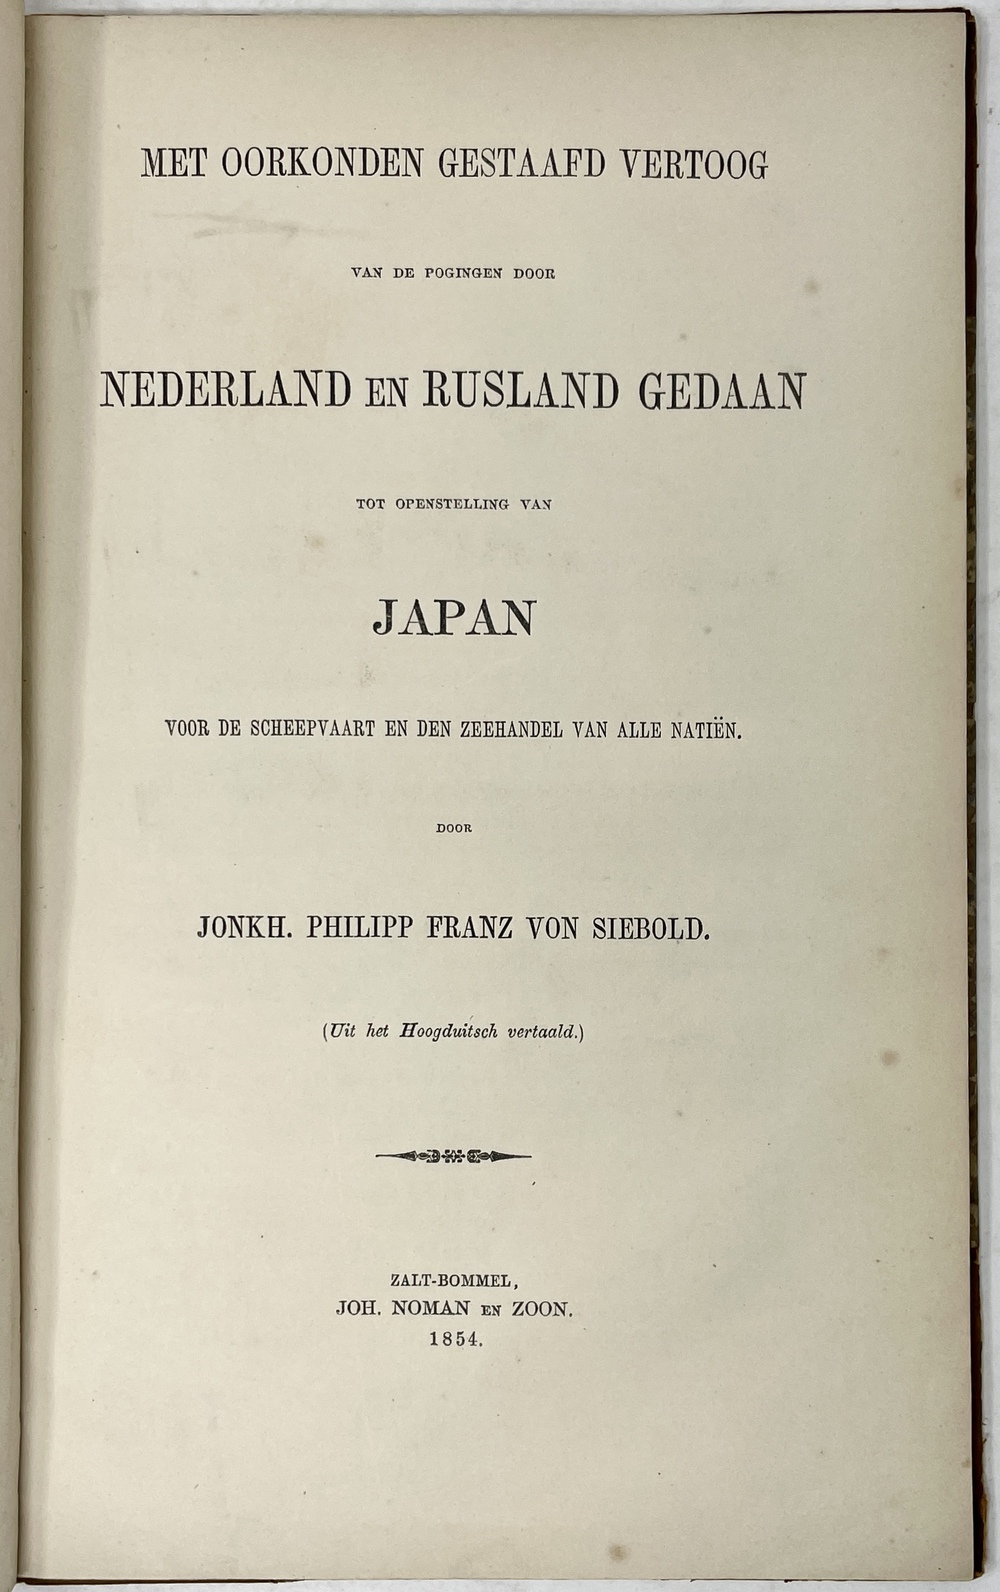 MET OORKONDEN GESTAAFD VERTOOG
VAN DE POGINGEN DOOR
NEDERLAND EN RUSLAND GEDAAN
TOT OPENSTELLING VAN
JAPAN
VOOR DE SCHEEPVAART EN DEN ZEEHANDEL VAN ALLE NATIËN.
DOOR
JONKH. PHILIPP FRANZ VON SIEBOLD.
(Uit het Hoogduitsch vertaald.)
ZALT-BOMMEL,
JOH. NOMAN EN ZOON.
1854.